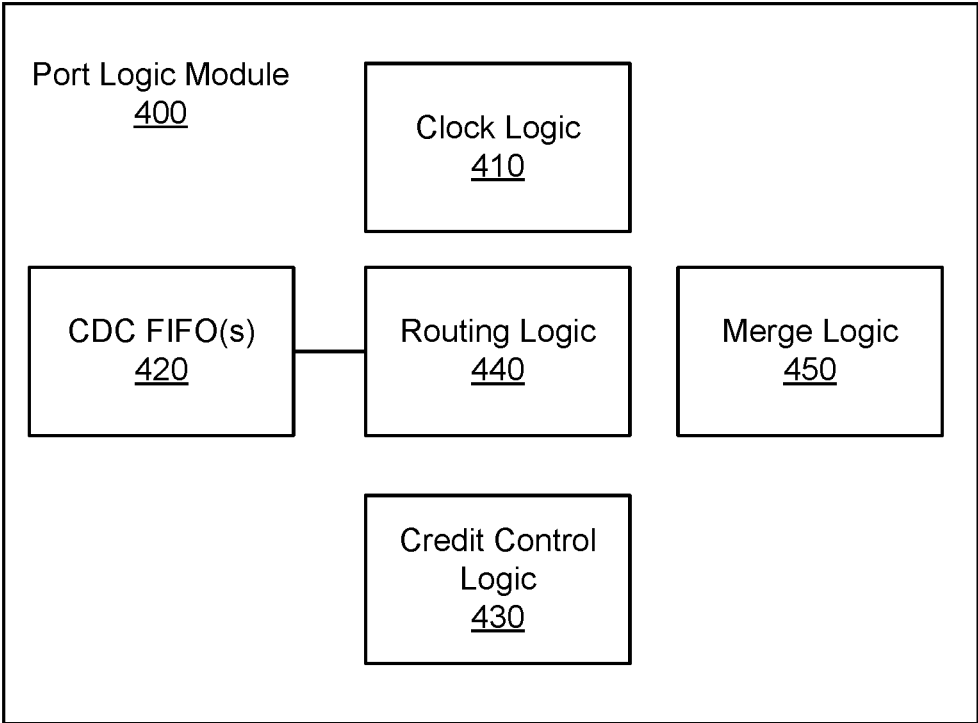 Port Logic Module
400
Clock Logic
410
CDC FIFO(s)
420
Routing Logic
440
Merge Logic
450
Credit Control
Logic
430